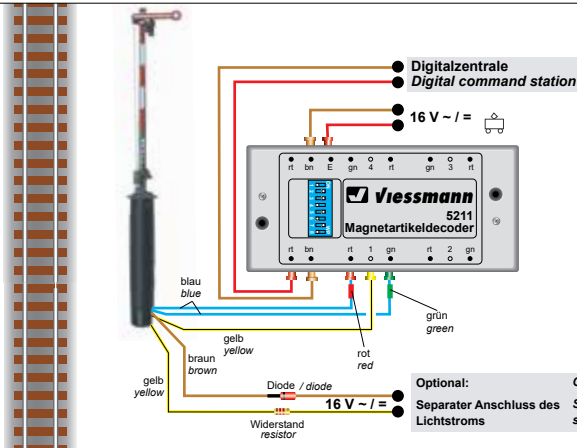 Digitalzentrale
Digital command station
16 V ~ / =
rt bn E gn 4 rt gn 3 rt
viessmann
5211
Magnetartikeldecoder
rt bn rt 1 gn rt 2 gn
blau
blue
grün
green
gelb
yellow
rot
red
braun
brown
gelb
yellow
Diode / diode
16 V ~ / =
Widerstand
resistor
Optional:
Separater Anschluss des
Lichtstroms